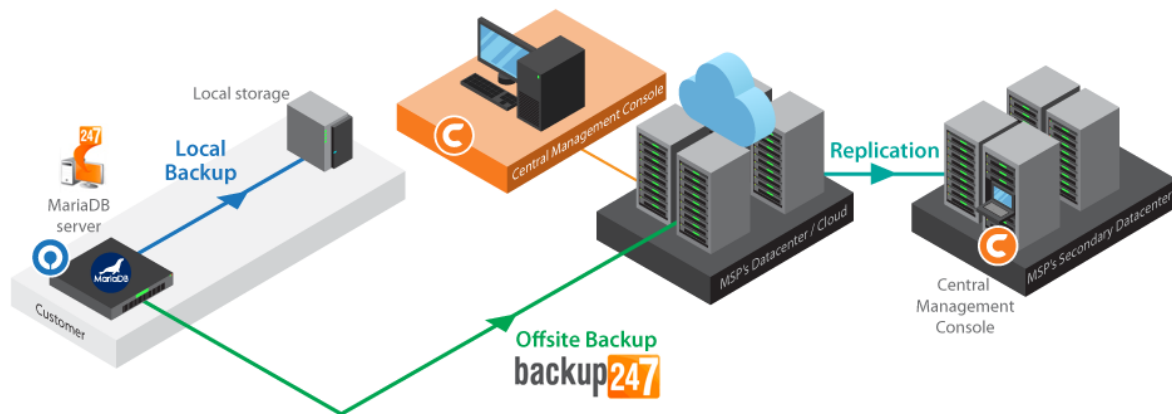 Local storage
247
MariaDB
server
Local
Backup
MariaDB
Customer
Central Management Console
C
Replication
MSP's Datacenter / Cloud
MSP's Secondary Datacenter
C
Central
Management
Console
Offsite Backup
backup247